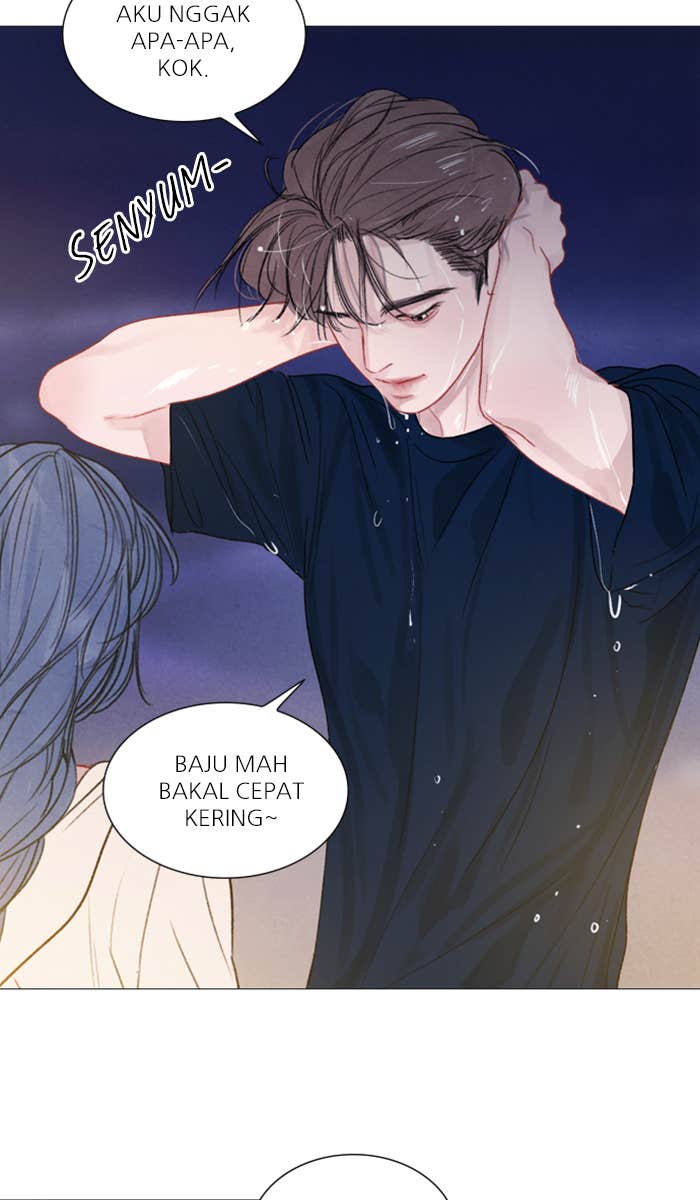 AKU NGGAK
APA-APA,
KOK.
SENYUM~
BAJU MAH
BAKAL CEPAT
KERING~